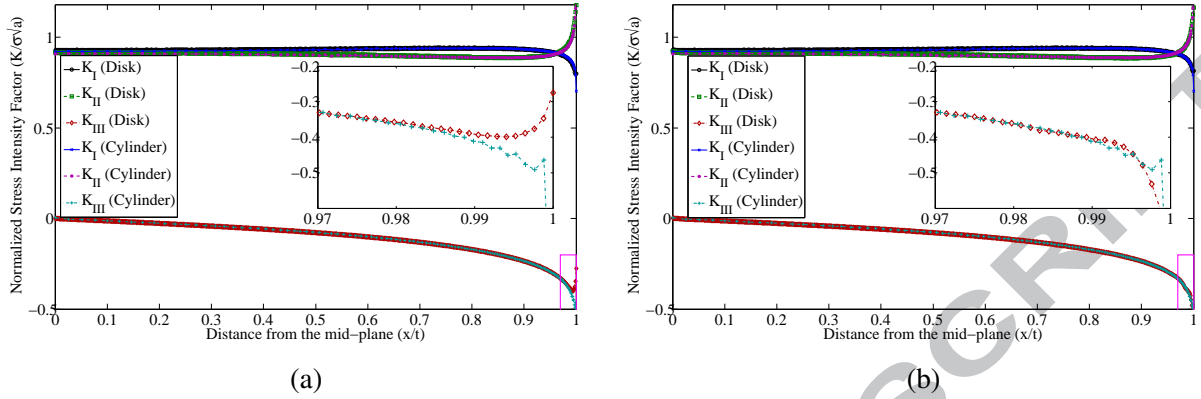 Normalized Stress Intensity Factor (K/σ√a)
1
0.5
0
−0.5
K_I (Disk)
K_II (Disk)
K_III (Disk)
K_I (Cylinder)
K_II (Cylinder)
K_III (Cylinder)
−0.2
−0.3
−0.4
−0.5
0.97 0.98 0.99 1
0 0.1 0.2 0.3 0.4 0.5 0.6 0.7 0.8 0.9 1
Distance from the mid−plane (x/t)
(a)
Normalized Stress Intensity Factor (K/σ√a)
1
0.5
0
−0.5
K_I (Disk)
K_II (Disk)
K_III (Disk)
K_I (Cylinder)
K_II (Cylinder)
K_III (Cylinder)
−0.2
−0.3
−0.4
−0.5
0.97 0.98 0.99 1
0 0.1 0.2 0.3 0.4 0.5 0.6 0.7 0.8 0.9 1
Distance from the mid−plane (x/t)
(b)
SCRI